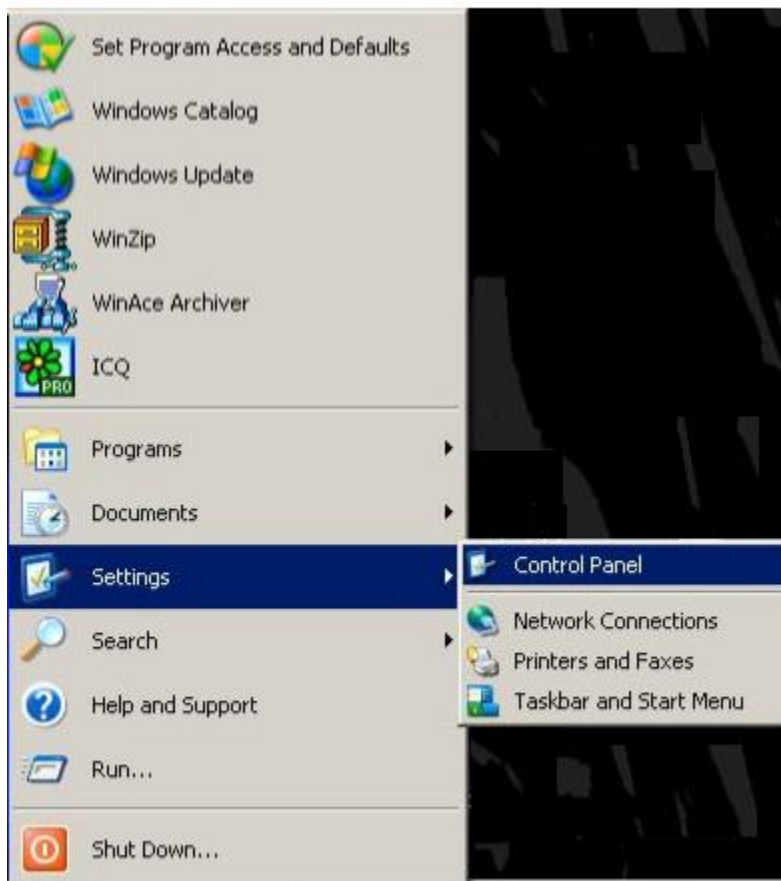 Set Program Access and Defaults
Windows Catalog
Windows Update
WinZip
WinAce Archiver
PRO
ICQ
Programs
Documents
Settings
Search
Help and Support
Run...
Shut Down...
Control Panel
Network Connections
Printers and Faxes
Taskbar and Start Menu